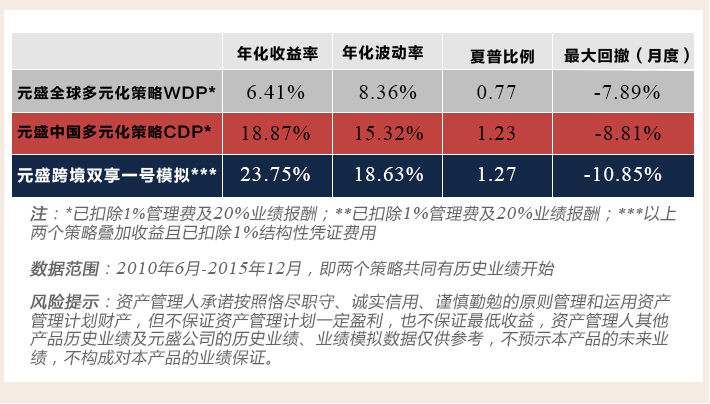 年化收益率 年化波动率 夏普比例 最大回撤（月度）
元盛全球多元化策略WDP* 6.41% 8.36% 0.77 -7.89%
元盛中国多元化策略CDP* 18.87% 15.32% 1.23 -8.81%
元盛跨境双享一号模拟*** 23.75% 18.63% 1.27 -10.85%
注：*已扣除1%管理费及20%业绩报酬；**已扣除1%管理费及20%业绩报酬；***以上
两个策略叠加收益且已扣除1%结构性凭证费用
数据范围：2010年6月-2015年12月，即两个策略共同有历史业绩开始
风险提示：资产管理人承诺按照恪尽职守、诚实信用、谨慎勤勉的原则管理和运用资产
管理计划财产，但不保证资产管理计划一定盈利，也不保证最低收益，资产管理人其他
产品历史业绩及元盛公司的历史业绩、业绩模拟数据仅供参考，不预示本产品的未来业
绩，不构成对本产品的业绩保证。